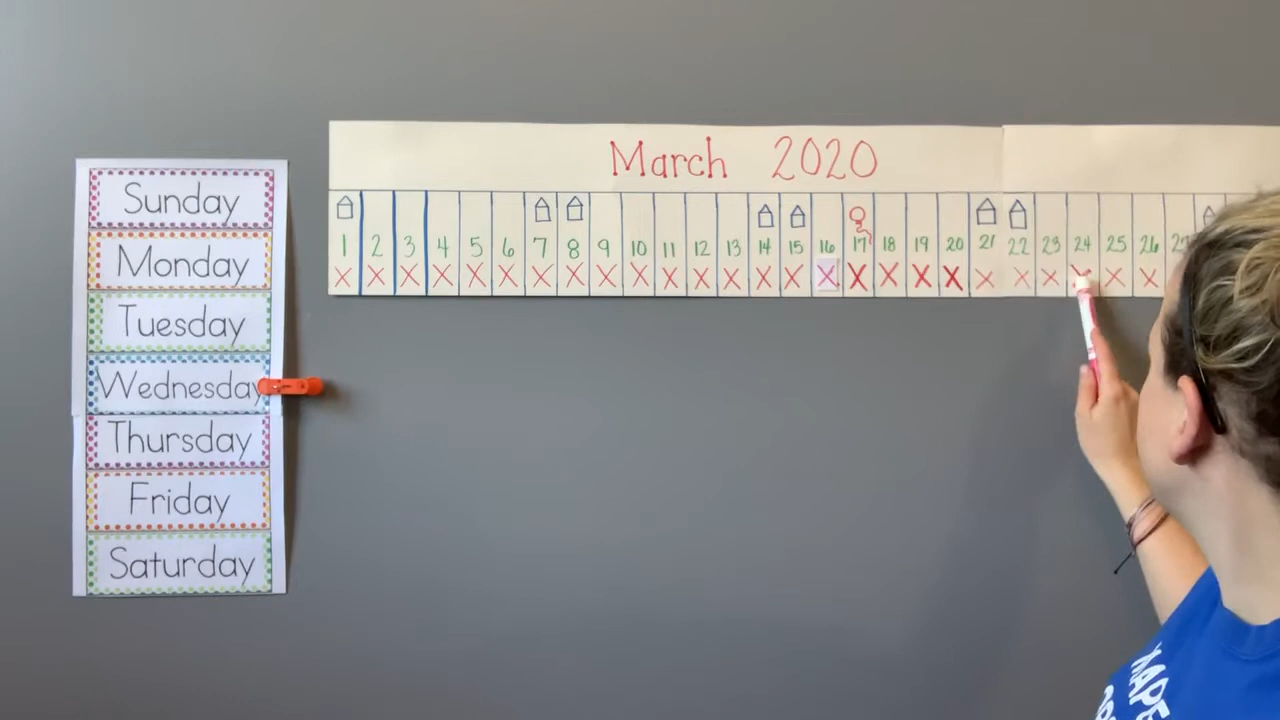 Sunday
Monday
Tuesday
Wednesday
Thursday
Friday
Saturday
March 2020
1 2 3 4 5 6 7 8 9 10 11 12 13 14 15 16 17 18 19 20 21 22 23 24 25 26 27
X X X X X X X X X X X X X X X X X X X X X X X X X X